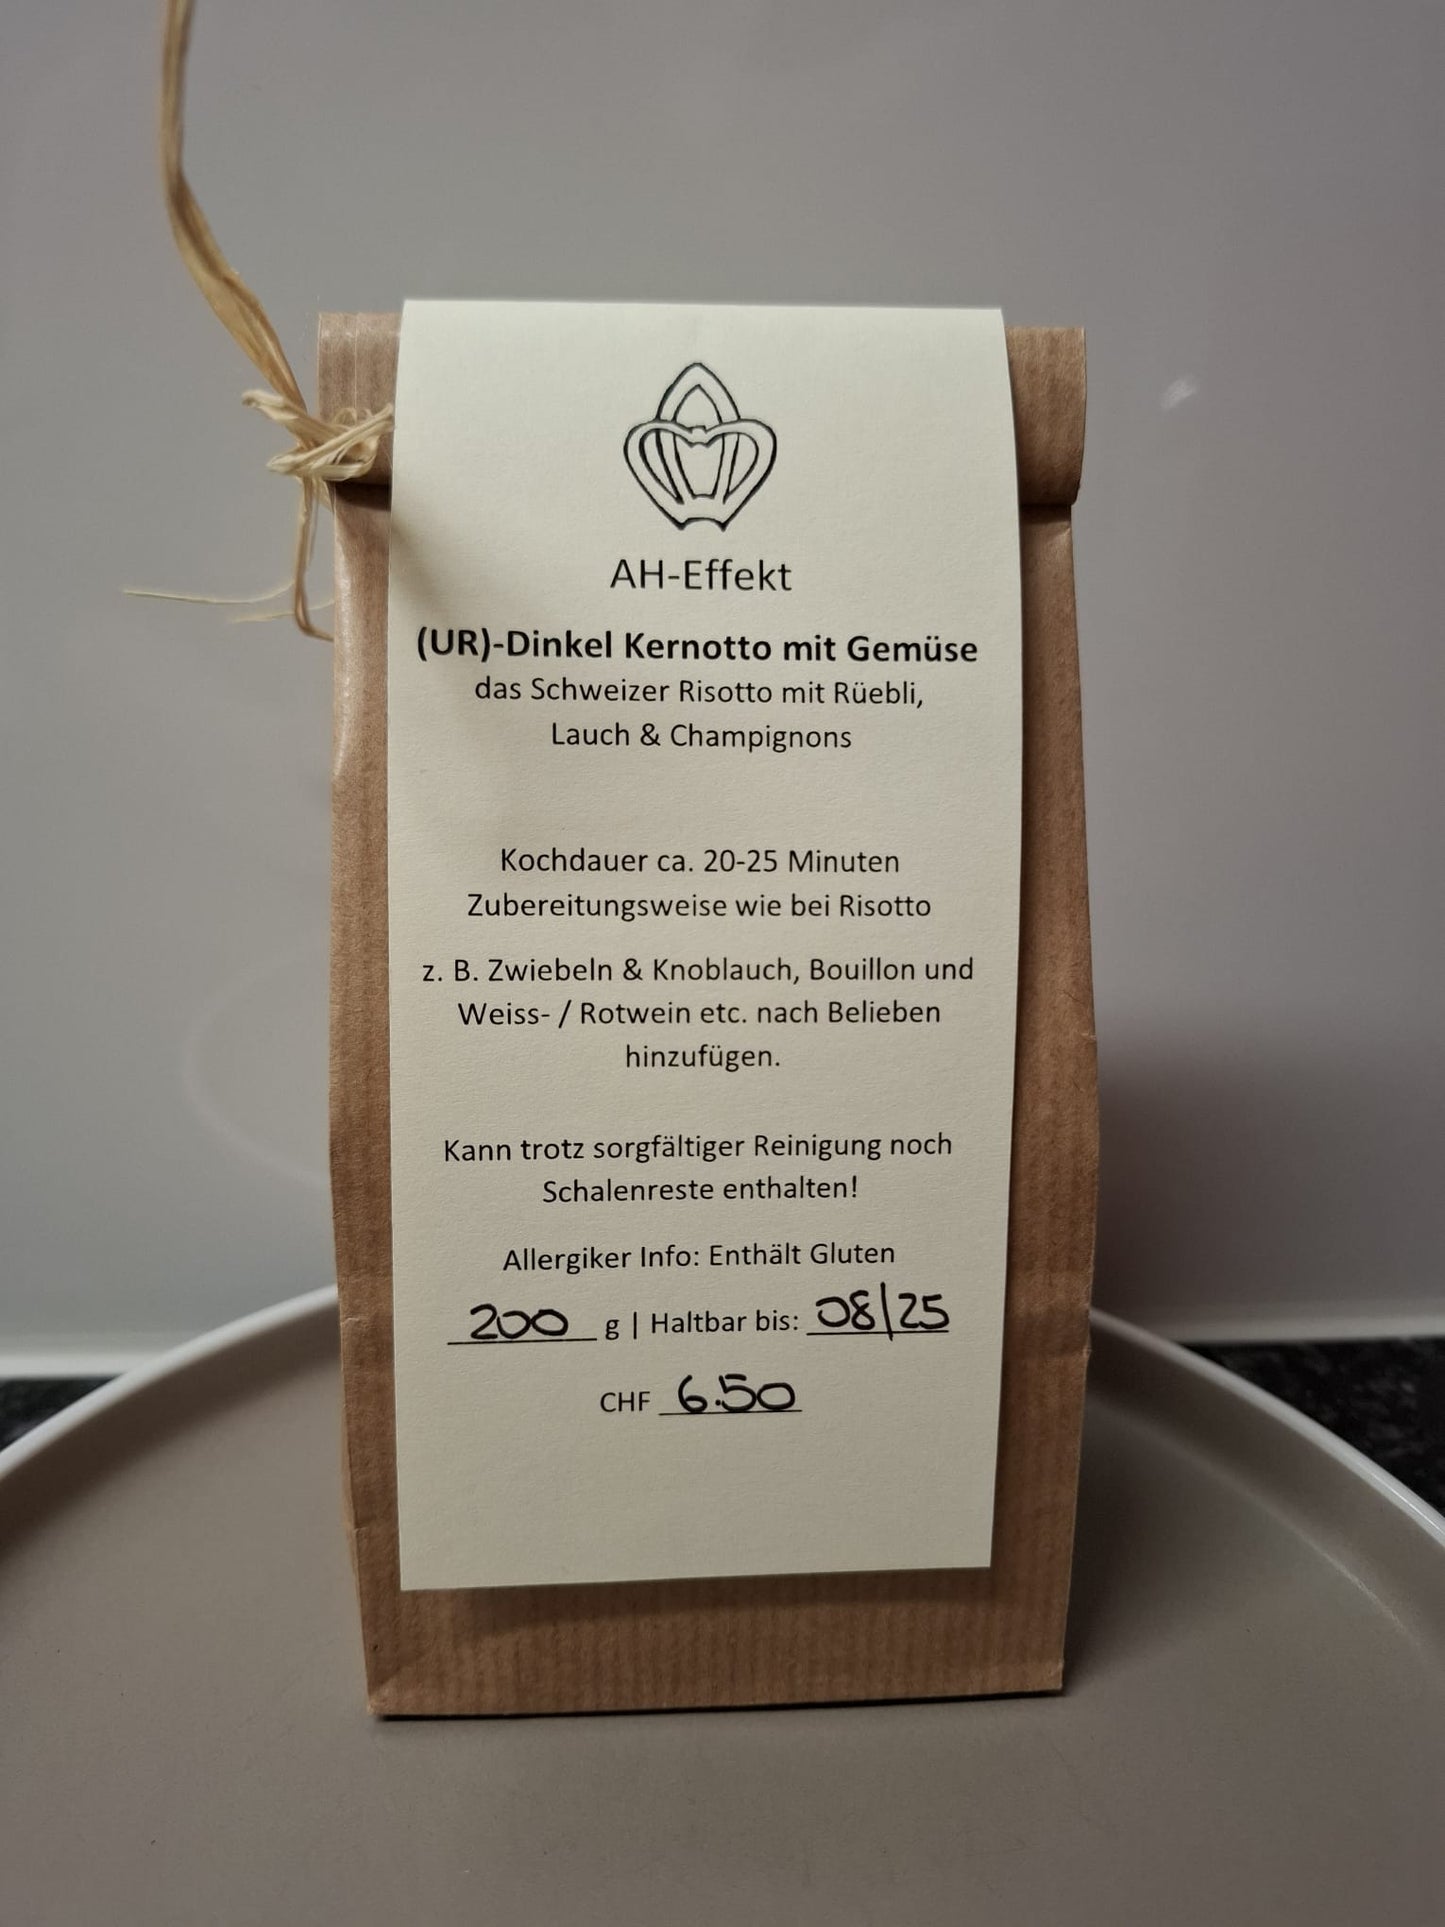 AH-Effekt
(UR)-Dinkel Kernotto mit Gemüse
das Schweizer Risotto mit Rüebli,
Lauch & Champignons
Kochdauer ca. 20-25 Minuten
Zubereitungsweise wie bei Risotto
z. B. Zwiebeln & Knoblauch, Bouillon und
Weiss- / Rotwein etc. nach Belieben
hinzufügen.
Kann trotz sorgfältiger Reinigung noch
Schalenreste enthalten!
Allergiker Info: Enthält Gluten
200 g | Haltbar bis: 08/25
CHF 6.50